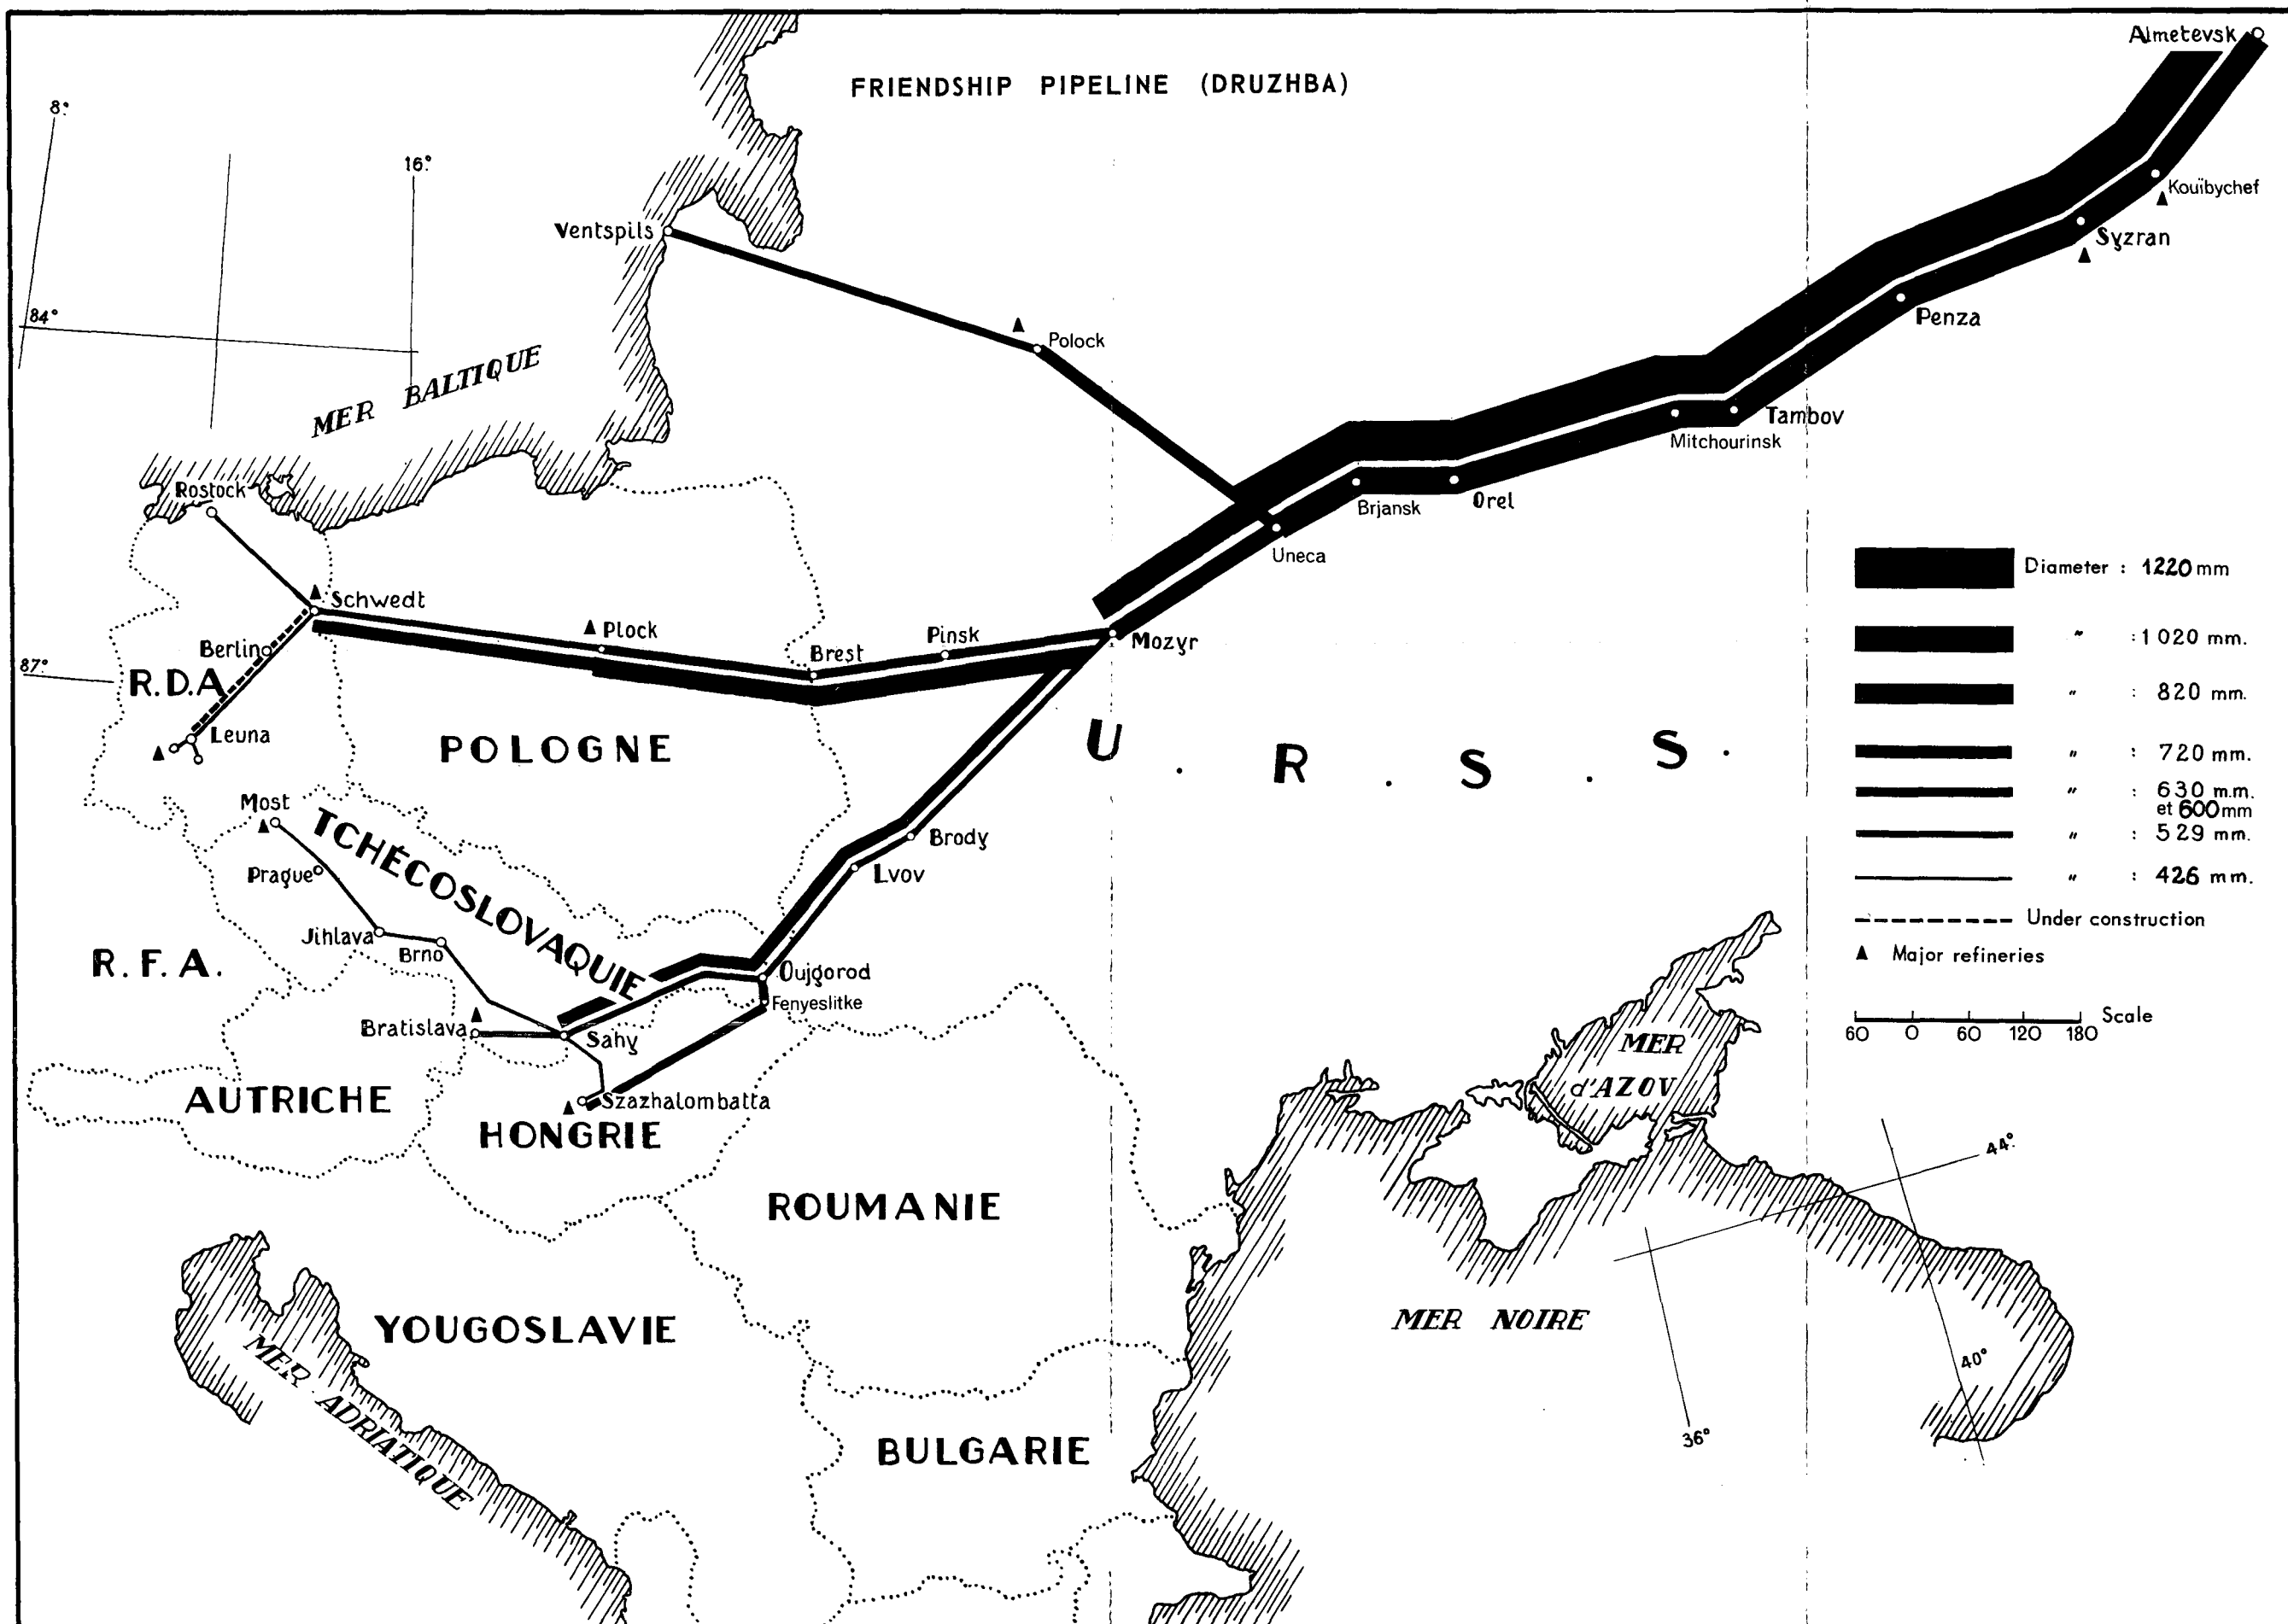 FRIENDSHIP PIPELINE (DRUZHBA)
Almetevsk
8°
16°
Kouïbychef
Ventspils
Syzran
84°
Penza
Polock
MER BALTIQUE
Tambov
Mitchourinsk
Rostock
Brjansk
Orel
Uneca
Diameter : 1220 mm
" : 1020 mm.
" : 820 mm.
" : 720 mm.
" : 630 m.m.
et 600 mm
" : 529 mm.
" : 426 mm.
Under construction
Major refineries
Scale
60 0 60 120 180
Schwedt
Plock
Pinsk
Mozyr
Berlin
Brest
87°
R.D.A
Leuna
POLOGNE
U . R . S . S .
Most
TCHÉCOSLOVAQUIE
Brody
Prague
Lvov
Jihlava
Brno
R. F. A.
Oujgorod
Fenyeslitke
Bratislava
Sahy
MER
d'AZOV
AUTRICHE
Szazhalombatta
HONGRIE
44°
ROUMANIE
MER NOIRE
YOUGOSLAVIE
MER ADRIATIQUE
40°
36°
BULGARIE